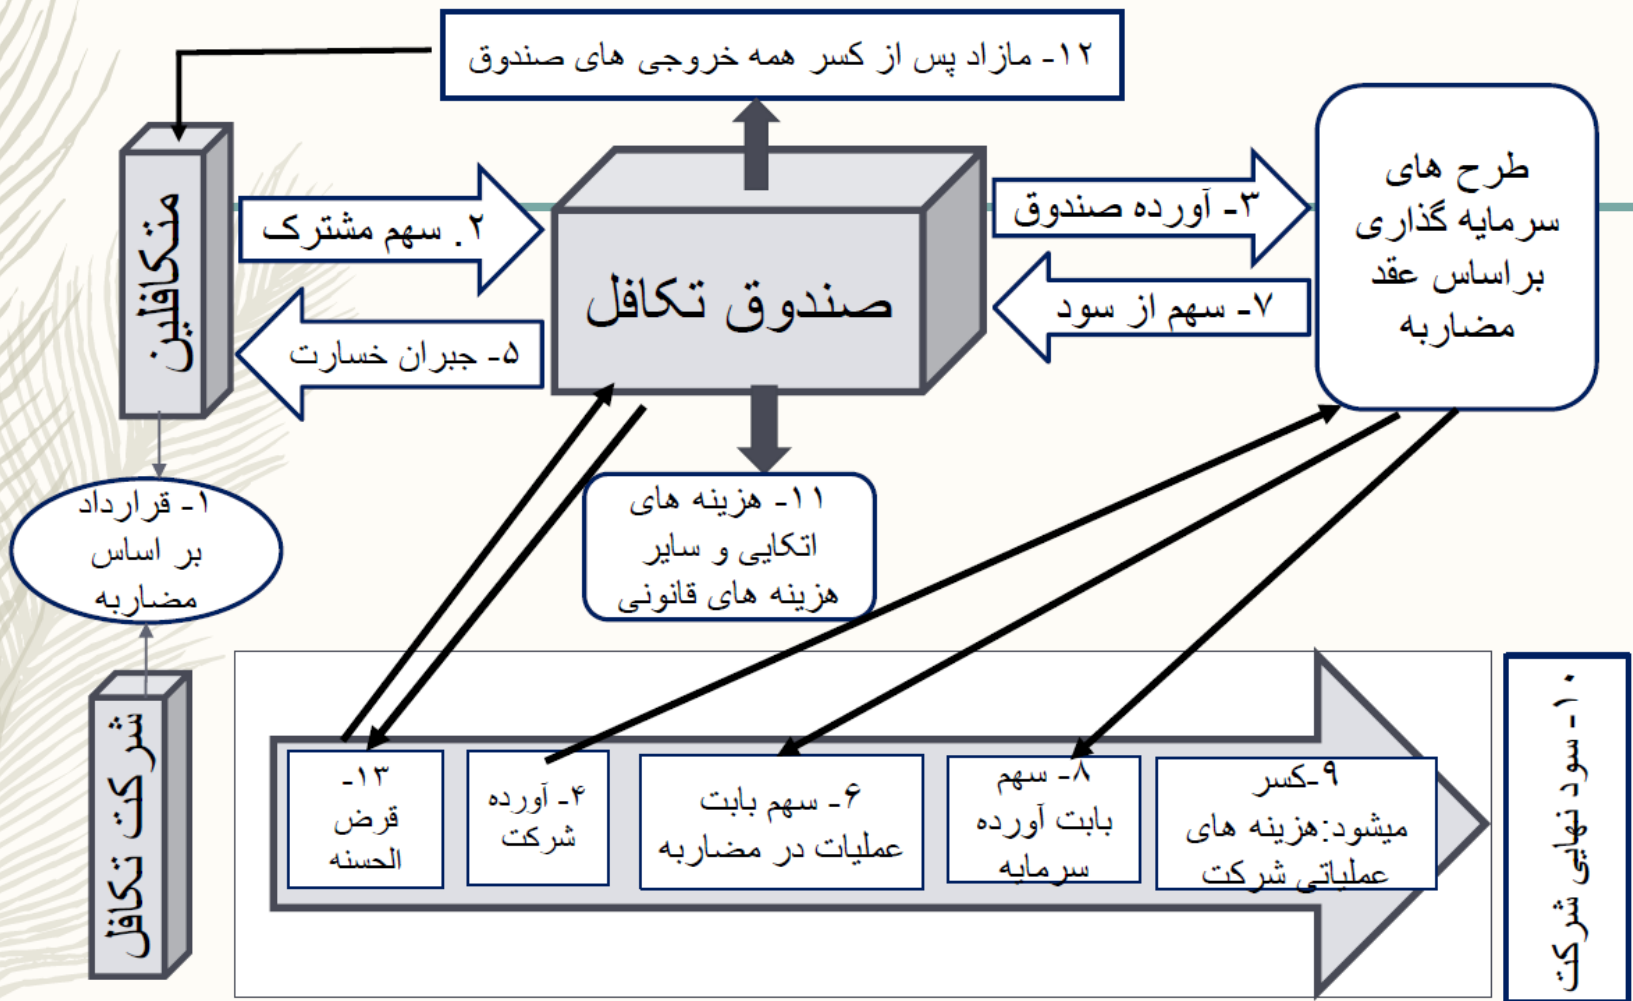 ۱۲- مازاد پس از کسر همه خروجی های صندوق
طرح های
سرمایه گذاری
براساس عقد
مضاربه
۳- آورده صندوق
۷- سهم از سود
صندوق تکافل
۲. سهم مشترک
۵- جبران خسارت
متکافلین
۱- قرارداد
بر اساس
مضاربه
۱۱- هزینه های
اتکایی و سایر
هزینه های قانونی
شرکت تکافل
۱۳-
قرض
الحسنه
۴- آورده
شرکت
۶- سهم بابت
عملیات در مضاربه
۸- سهم
بابت آورده
سرمایه
۹-کسر
میشود:هزینه های
عملیاتی شرکت
۱۰- سود نهایی شرکت